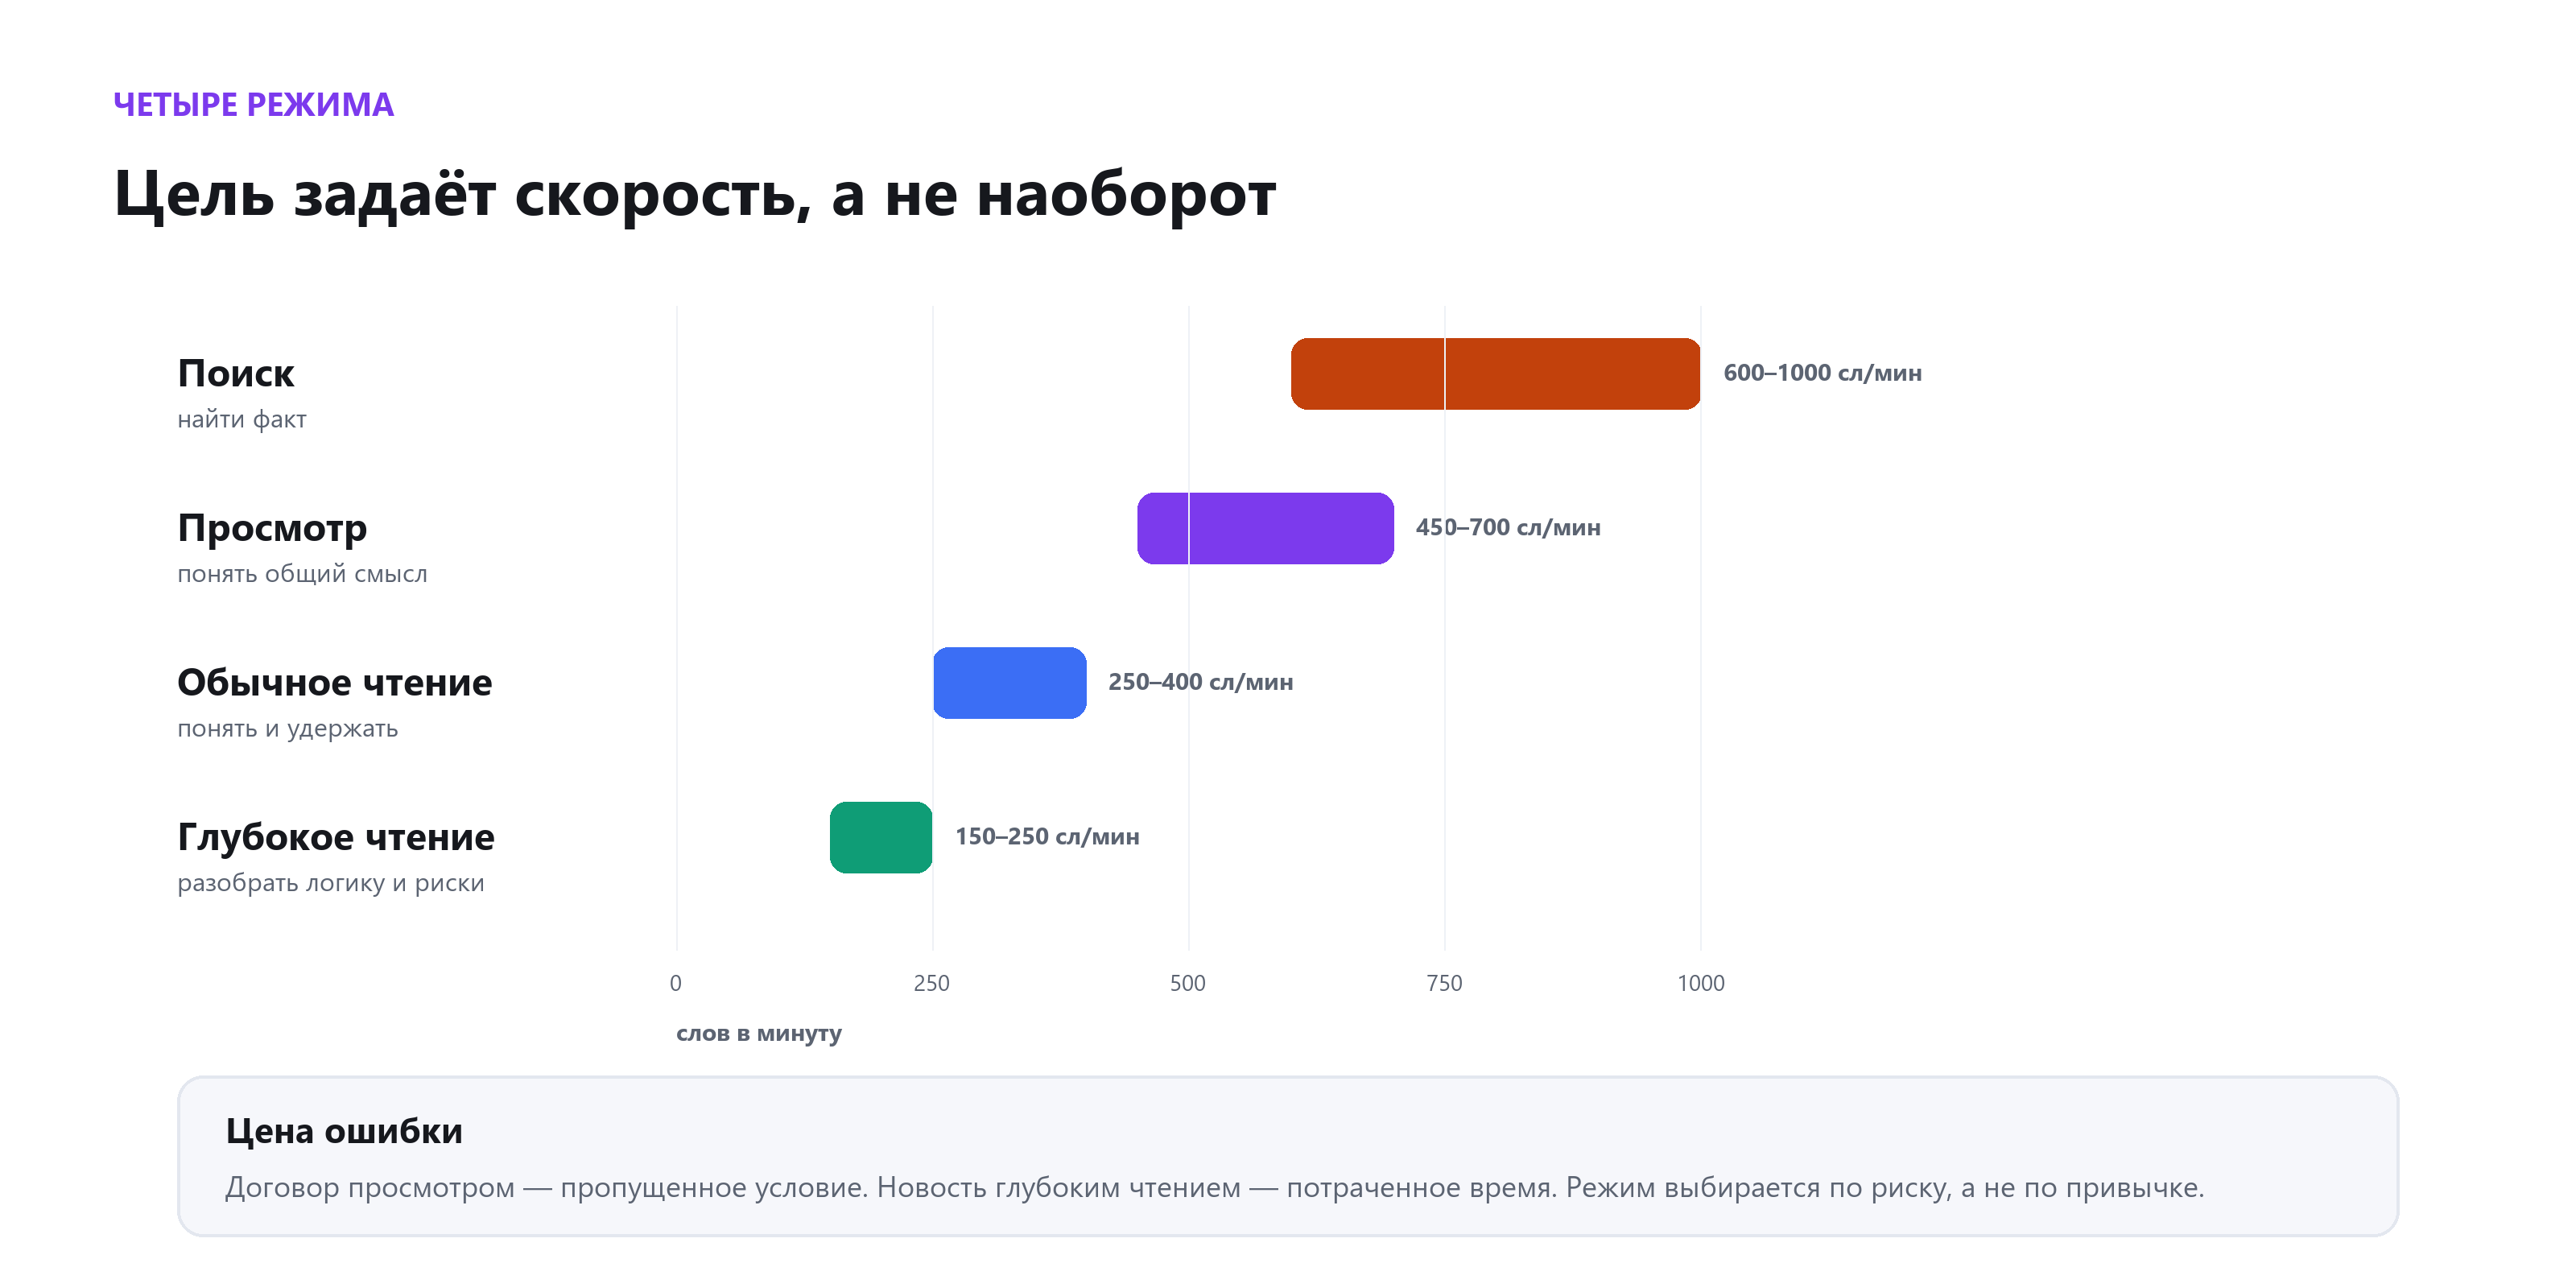 ЧЕТЫРЕ РЕЖИМА
Цель задаёт скорость, а не наоборот
Поиск
найти факт
600–1000 сл/мин
Просмотр
понять общий смысл
450–700 сл/мин
Обычное чтение
понять и удержать
250–400 сл/мин
Глубокое чтение
разобрать логику и риски
150–250 сл/мин
0 250 500 750 1000
слов в минуту
Цена ошибки
Договор просмотром — пропущенное условие. Новость глубоким чтением — потраченное время. Режим выбирается по риску, а не по привычке.